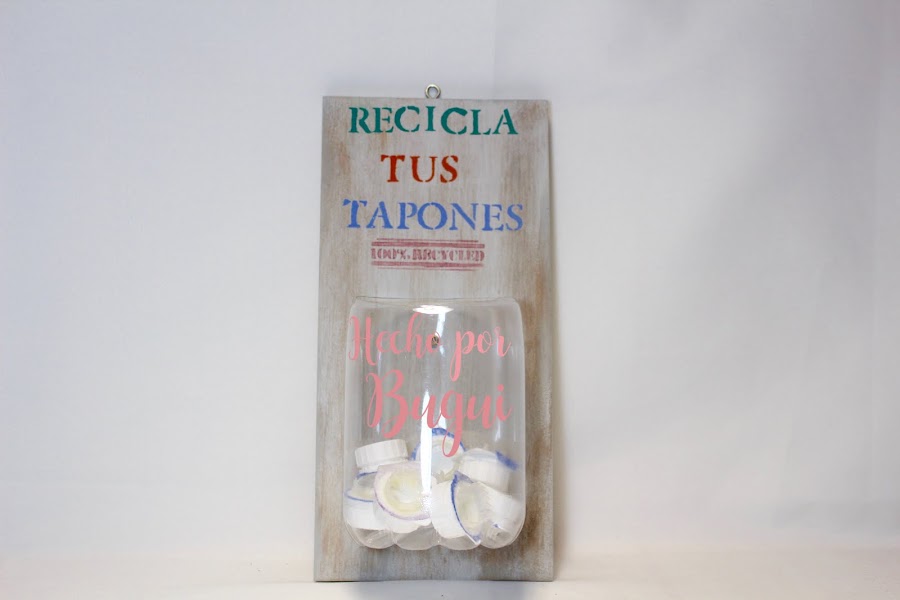 RECICLA
TUS
TAPONES
100% RECYCLED
Hecho por
Bugui